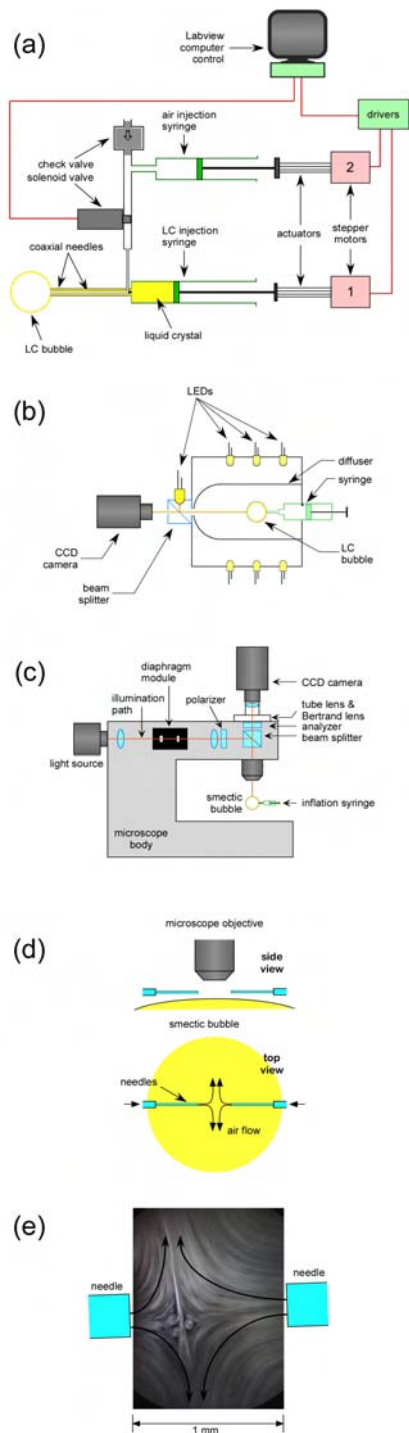 (a)
Labview
computer
control
air injection
syringe
drivers
check valve
solenoid valve
2
LC injection
syringe
actuators
stepper
motors
coaxial needles
1
LC bubble
liquid crystal
(b)
LEDs
diffuser
syringe
CCD
camera
beam
splitter
LC
bubble
(c)
diaphragm
module
CCD camera
illumination
path
polarizer
tube lens &
Bertrand lens
analyzer
beam splitter
light source
smectic
bubble
inflation syringe
microscope
body
(d)
microscope objective
side
view
smectic bubble
top
view
needles
air flow
(e)
needle
needle
1 mm